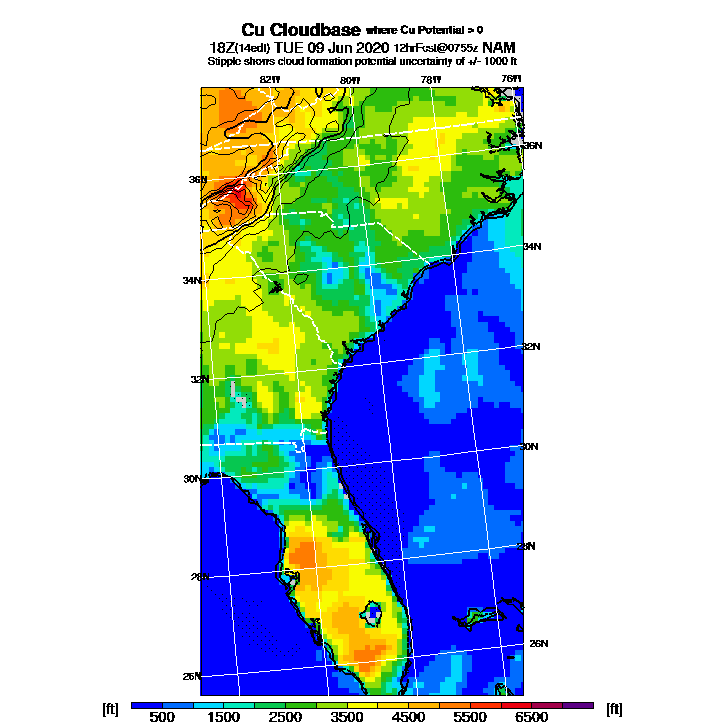 Cu Cloudbase where Cu Potential > 0
18Z(14edt) TUE 09 Jun 2020 12hrFcst@0755z NAM
Stipple shows cloud formation potential uncertainty of +/- 1000 ft
82W 80W 78W 76W
36N
36N
34N
34N
32N
32N
30N
30N
28N
28N
26N
26N
[ft] 500 1500 2500 3500 4500 5500 6500 [ft]